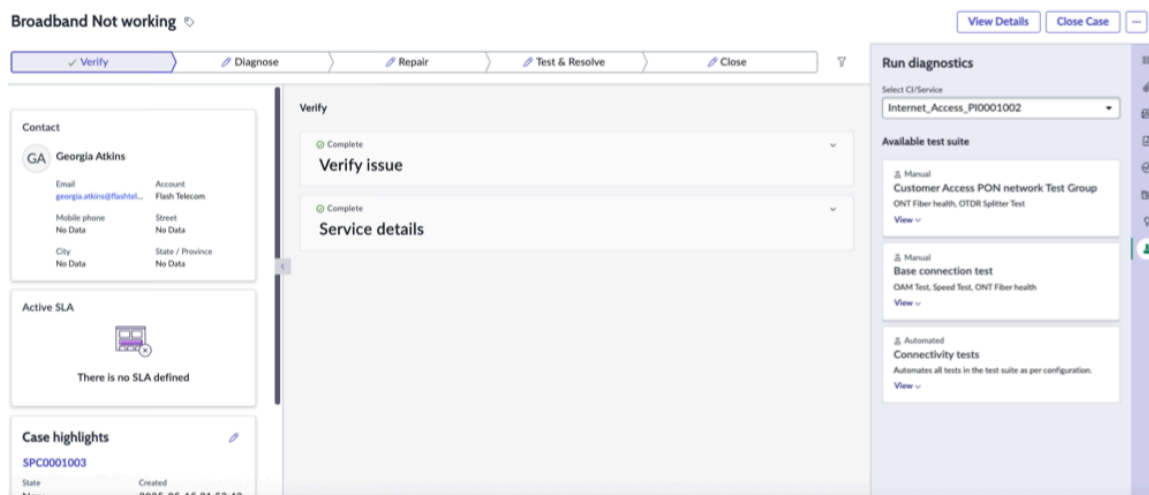 Broadband Not working
View Details
Close Case
Verify
Diagnose
Repair
Test & Resolve
Close
Contact
GA
Georgia Atkins
Email
Account
georgia.atkins@flashtel...
Flash Telecom
Mobile phone
Street
No Data
No Data
City
State / Province
No Data
No Data
Active SLA
There is no SLA defined
Case highlights
SPC0001003
State
Created
Verify
Complete
Verify issue
Complete
Service details
Run diagnostics
Select CI/Service
Internet_Access_PI0001002
Available test suite
Manual
Customer Access PON network Test Group
ONT Fiber health, OTDR Splitter Test
View
Manual
Base connection test
OAM Test, Speed Test, ONT Fiber health
View
Automated
Connectivity tests
Automates all tests in the test suite as per configuration.
View